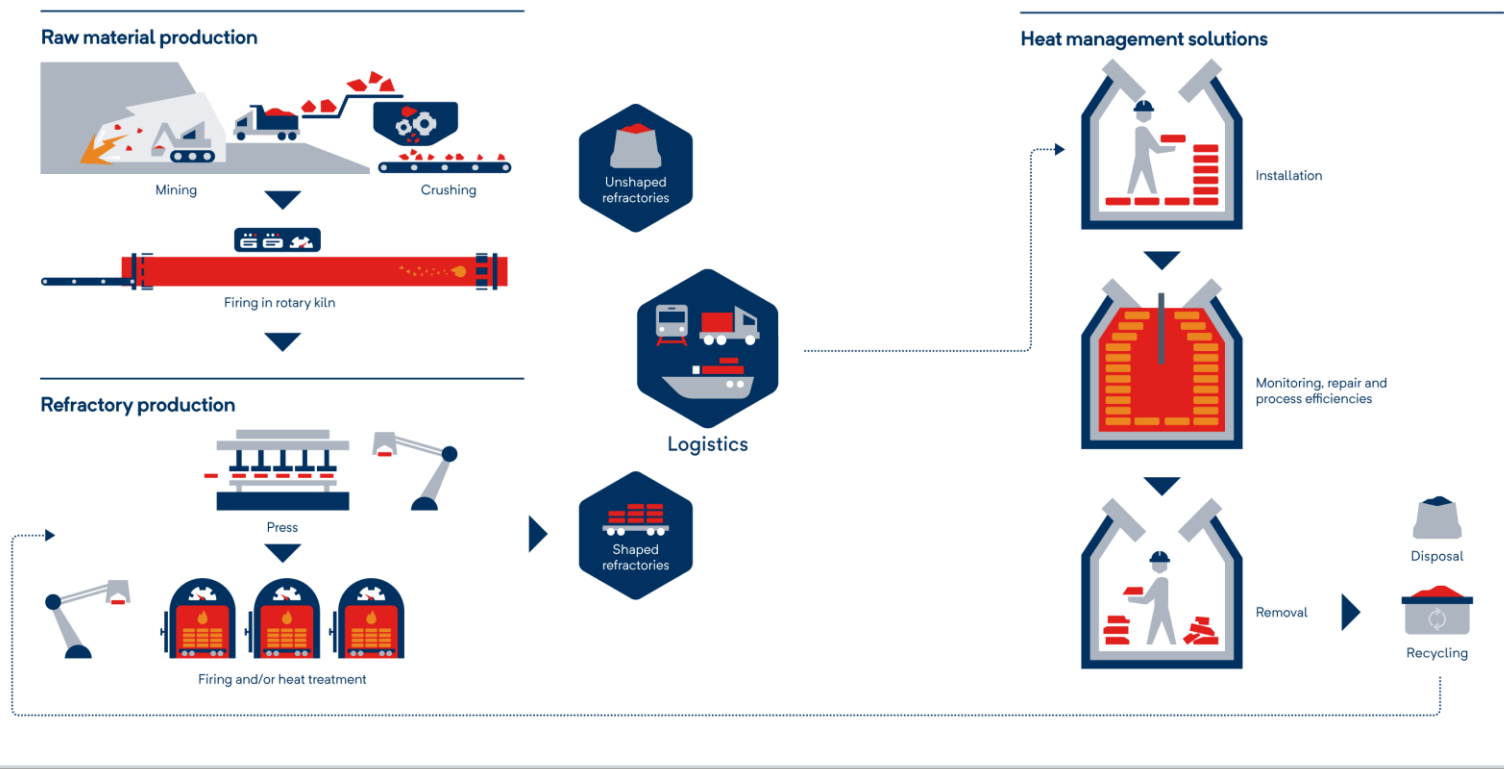 Raw material production
Mining
Crushing
Firing in rotary kiln
Refractory production
Press
Firing and/or heat treatment
Unshaped
refractories
Logistics
Shaped
refractories
Heat management solutions
Installation
Monitoring, repair and
process efficiencies
Removal
Disposal
Recycling